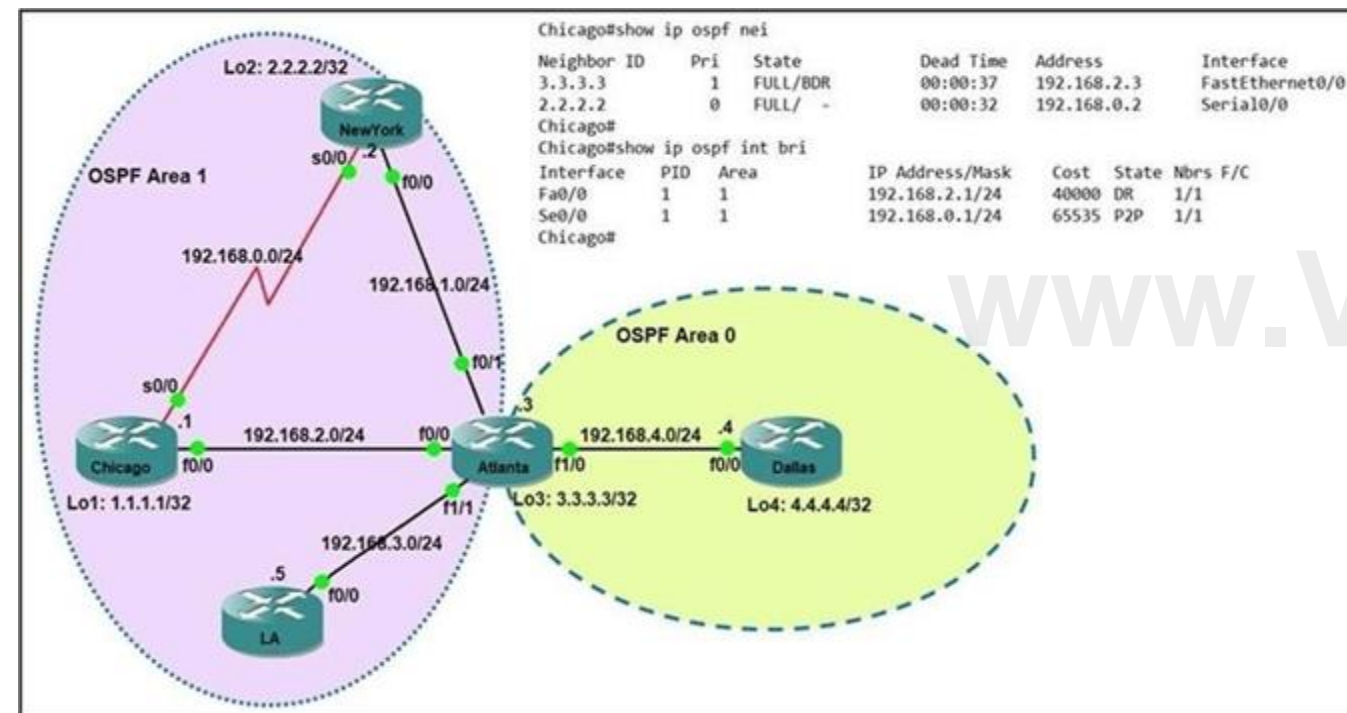 Chicago#show ip ospf nei
Neighbor ID Pri State Dead Time Address Interface
3.3.3.3 1 FULL/BDR 00:00:37 192.168.2.3 FastEthernet0/0
2.2.2.2 0 FULL/ - 00:00:32 192.168.0.2 Serial0/0
Chicago#
Chicago#show ip ospf int bri
Interface PID Area IP Address/Mask Cost State Nbrs F/C
Fa0/0 1 1 192.168.2.1/24 40000 DR 1/1
Se0/0 1 1 192.168.0.1/24 65535 P2P 1/1
Chicago#
Lo2: 2.2.2.2/32
NewYork
OSPF Area 1
s0/0
.2
f0/0
192.168.0.0/24
192.168.1.0/24
www.V
OSPF Area 0
f0/1
s0/0
.1
.3
192.168.2.0/24
f0/0
192.168.4.0/24
.4
Chicago
f0/0
Atlanta
f1/0
f0/0
Dallas
Lo1: 1.1.1.1/32
f1/1
Lo3: 3.3.3.3/32
Lo4: 4.4.4.4/32
192.168.3.0/24
.5
f0/0
LA